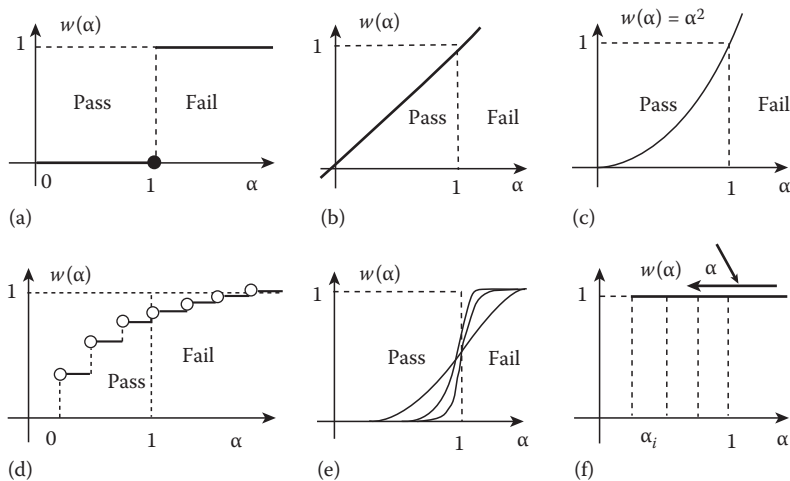 w(α)
1
Pass
Fail
0
1
α
(a)
w(α)
1
Pass
Fail
1
α
(b)
w(α) = α²
1
Pass
Fail
1
α
(c)
w(α)
1
Fail
Pass
0
1
α
(d)
w(α)
1
Pass
Fail
1
α
(e)
w(α)
α
1
αᵢ
1
α
(f)